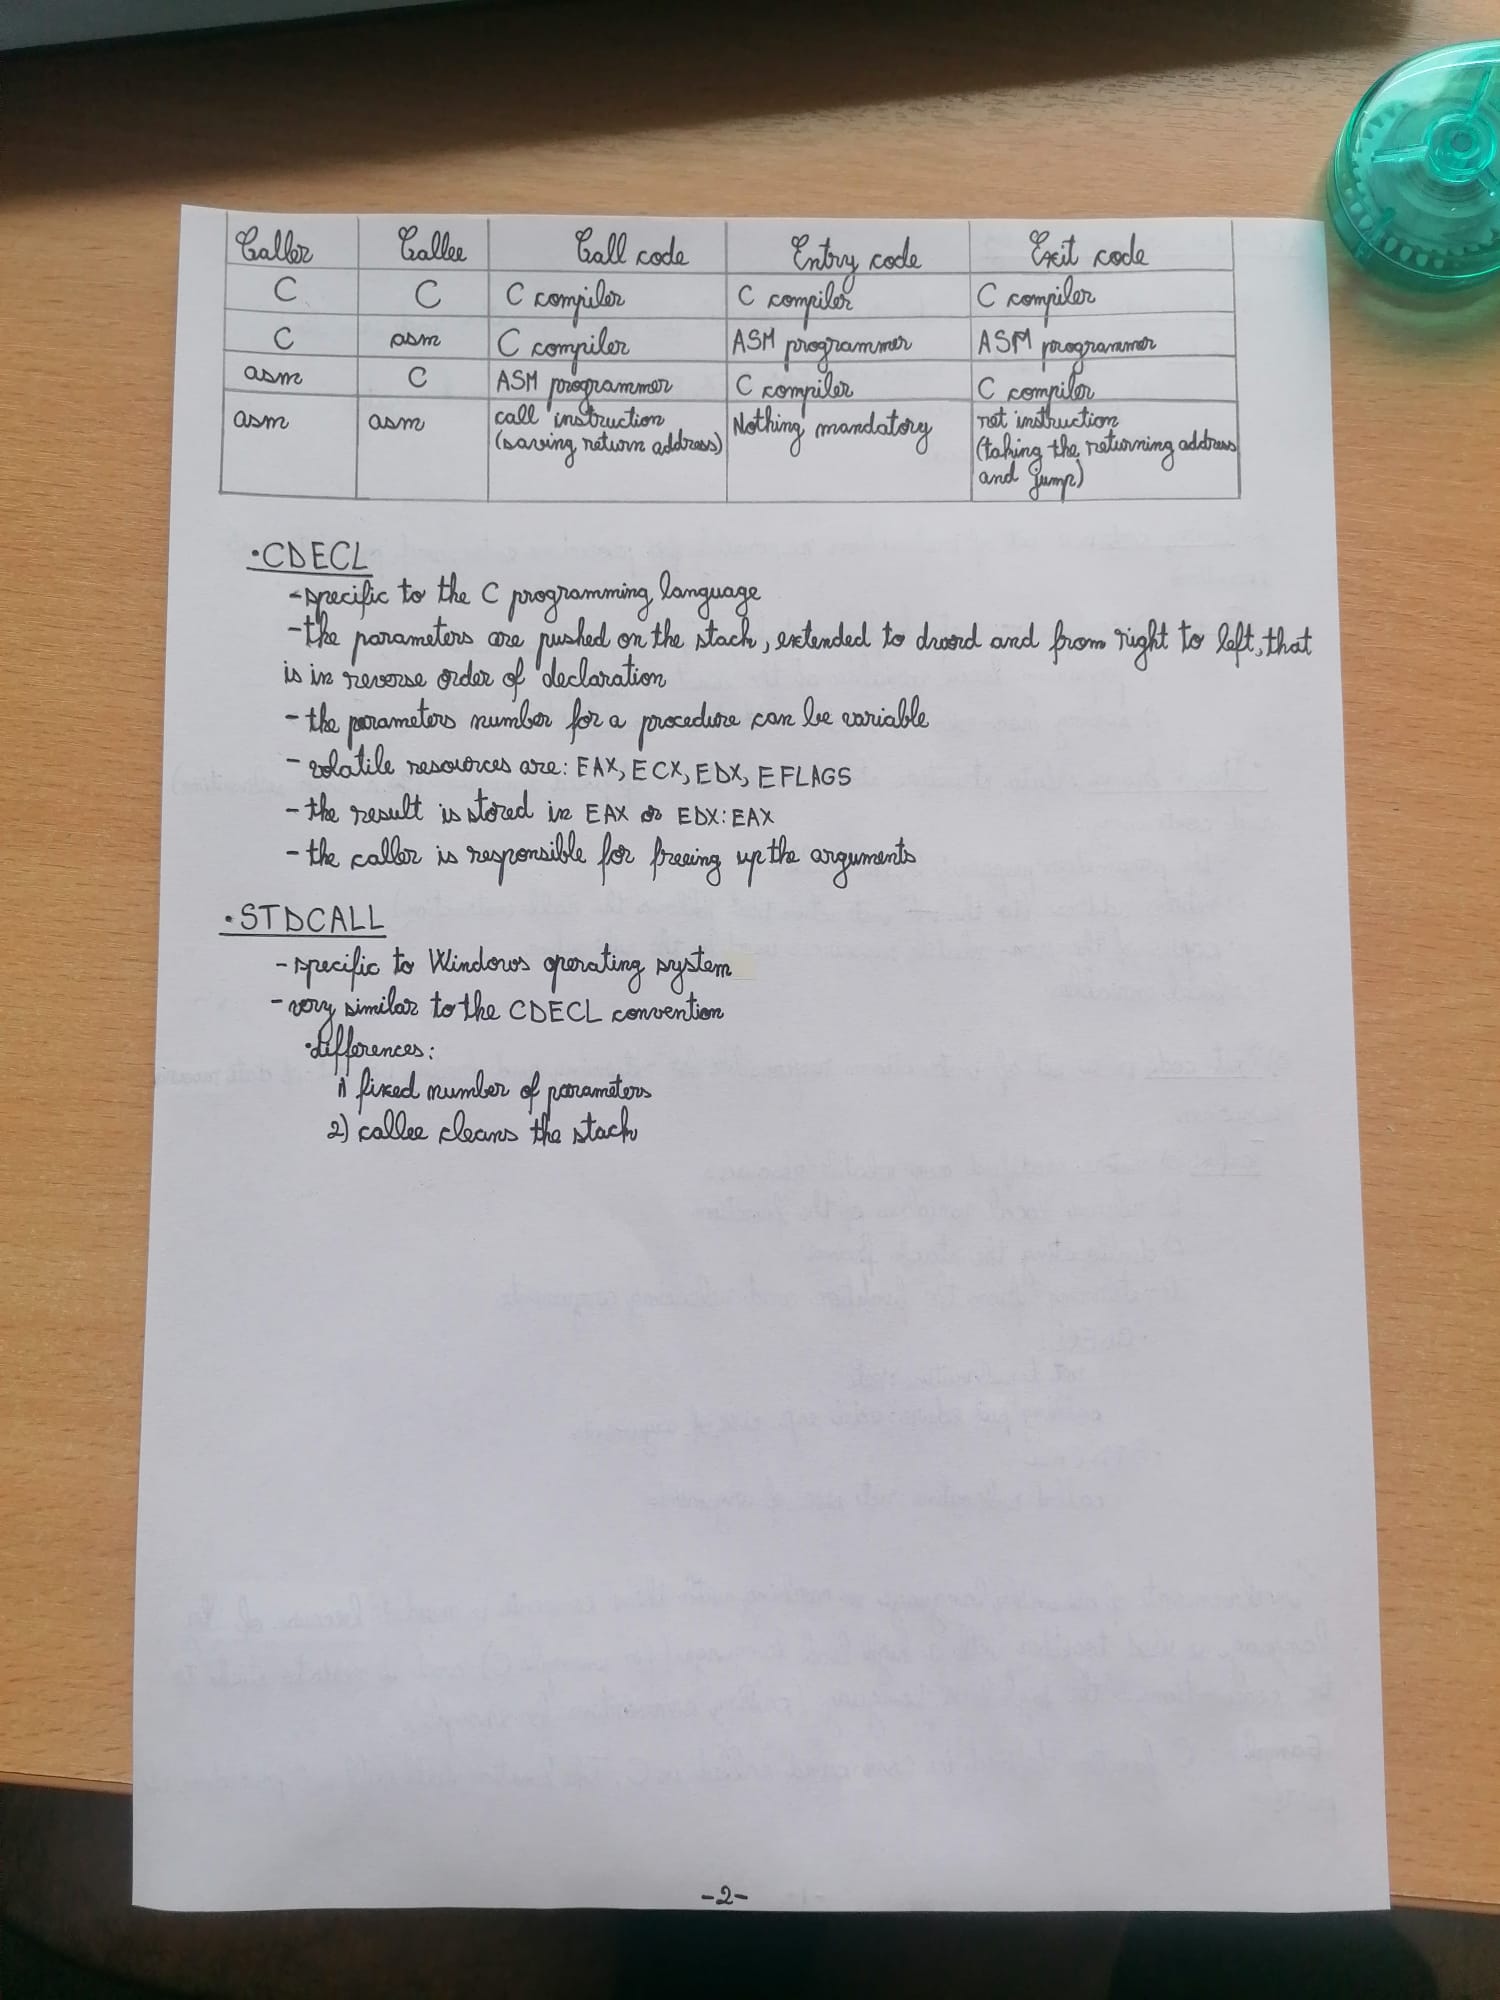 Caller Callee Call code Entry code Exit code
C C C compiler C compiler C compiler
C asm C compiler ASM programmer ASM programmer
asm C ASM programmer C compiler C compiler
asm asm call instruction Nothing mandatory ret instruction
(saving return address) (taking the returning address
and jump)
• CDECL
- specific to the C programming language
- the parameters are pushed on the stack, extended to dword and from right to left, that
is in reverse order of declaration
- the parameters number for a procedure can be variable
- volatile resources are: EAX, ECX, EDX, EFLAGS
- the result is stored in EAX or EDX:EAX
- the caller is responsible for freeing up the arguments
• STDCALL
- specific to Windows operating system
- very similar to the CDECL convention
• differences:
1) fixed number of parameters
2) callee cleans the stack
-2-